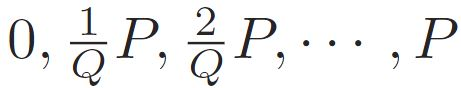 $0, \frac{1}{Q}P, \frac{2}{Q}P, \cdots, P$